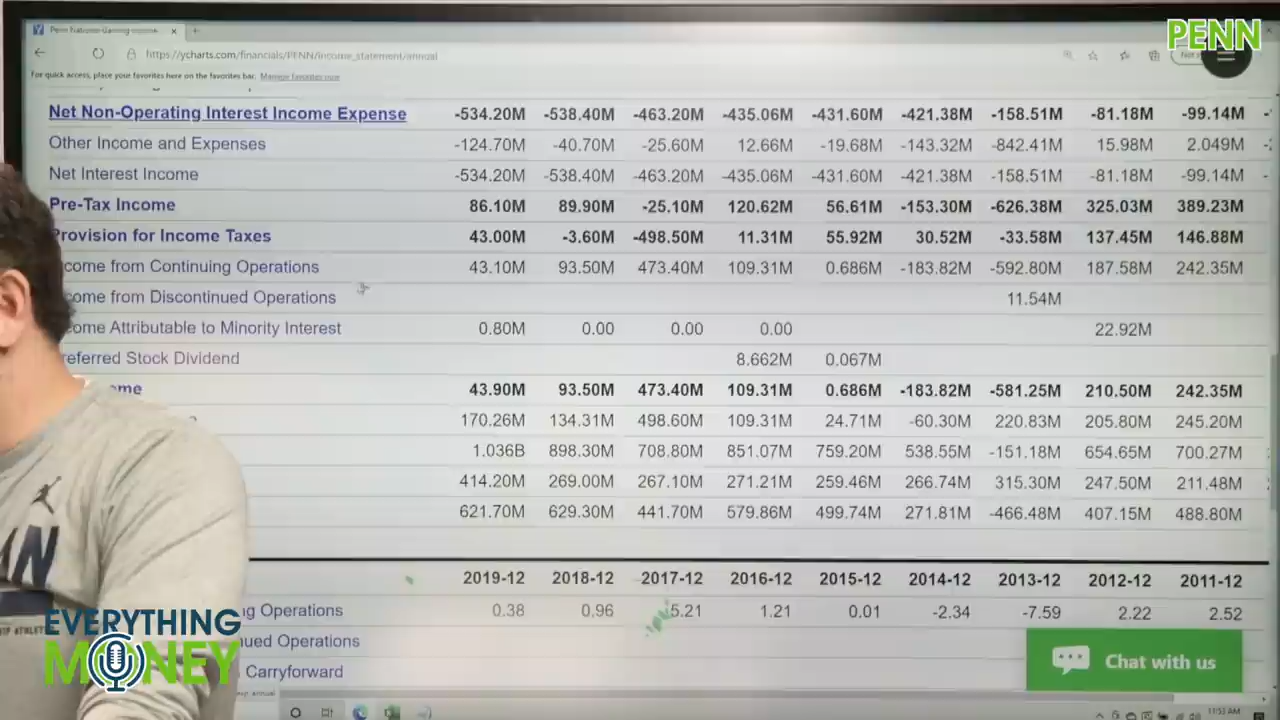 PENN
Penn National Gaming Income
https://ycharts.com/financials/PENN/income_statement/annual
For quick access, place your favorites here on the favorites bar. Manage favorites now
Net Non-Operating Interest Income Expense -534.20M -538.40M -463.20M -435.06M -431.60M -421.38M -158.51M -81.18M -99.14M
Other Income and Expenses -124.70M -40.70M -25.60M 12.66M -19.68M -143.32M -842.41M 15.98M 2.049M
Net Interest Income -534.20M -538.40M -463.20M -435.06M -431.60M -421.38M -158.51M -81.18M -99.14M
Pre-Tax Income 86.10M 89.90M -25.10M 120.62M 56.61M -153.30M -626.38M 325.03M 389.23M
Provision for Income Taxes 43.00M -3.60M -498.50M 11.31M 55.92M 30.52M -33.58M 137.45M 146.88M
come from Continuing Operations 43.10M 93.50M 473.40M 109.31M 0.686M -183.82M -592.80M 187.58M 242.35M
come from Discontinued Operations 11.54M
ome Attributable to Minority Interest 0.80M 0.00 0.00 0.00 22.92M
referred Stock Dividend 8.662M 0.067M
me 43.90M 93.50M 473.40M 109.31M 0.686M -183.82M -581.25M 210.50M 242.35M
170.26M 134.31M 498.60M 109.31M 24.71M -60.30M 220.83M 205.80M 245.20M
1.036B 898.30M 708.80M 851.07M 759.20M 538.55M -151.18M 654.65M 700.27M
414.20M 269.00M 267.10M 271.21M 259.46M 266.74M 315.30M 247.50M 211.48M
621.70M 629.30M 441.70M 579.86M 499.74M 271.81M -466.48M 407.15M 488.80M
2019-12 2018-12 2017-12 2016-12 2015-12 2014-12 2013-12 2012-12 2011-12
ng Operations 0.38 0.96 5.21 1.21 0.01 -2.34 -7.59 2.22 2.52
nued Operations
Carryforward
AN
EVERYTHING
MONEY
Chat with us
11:53 AM